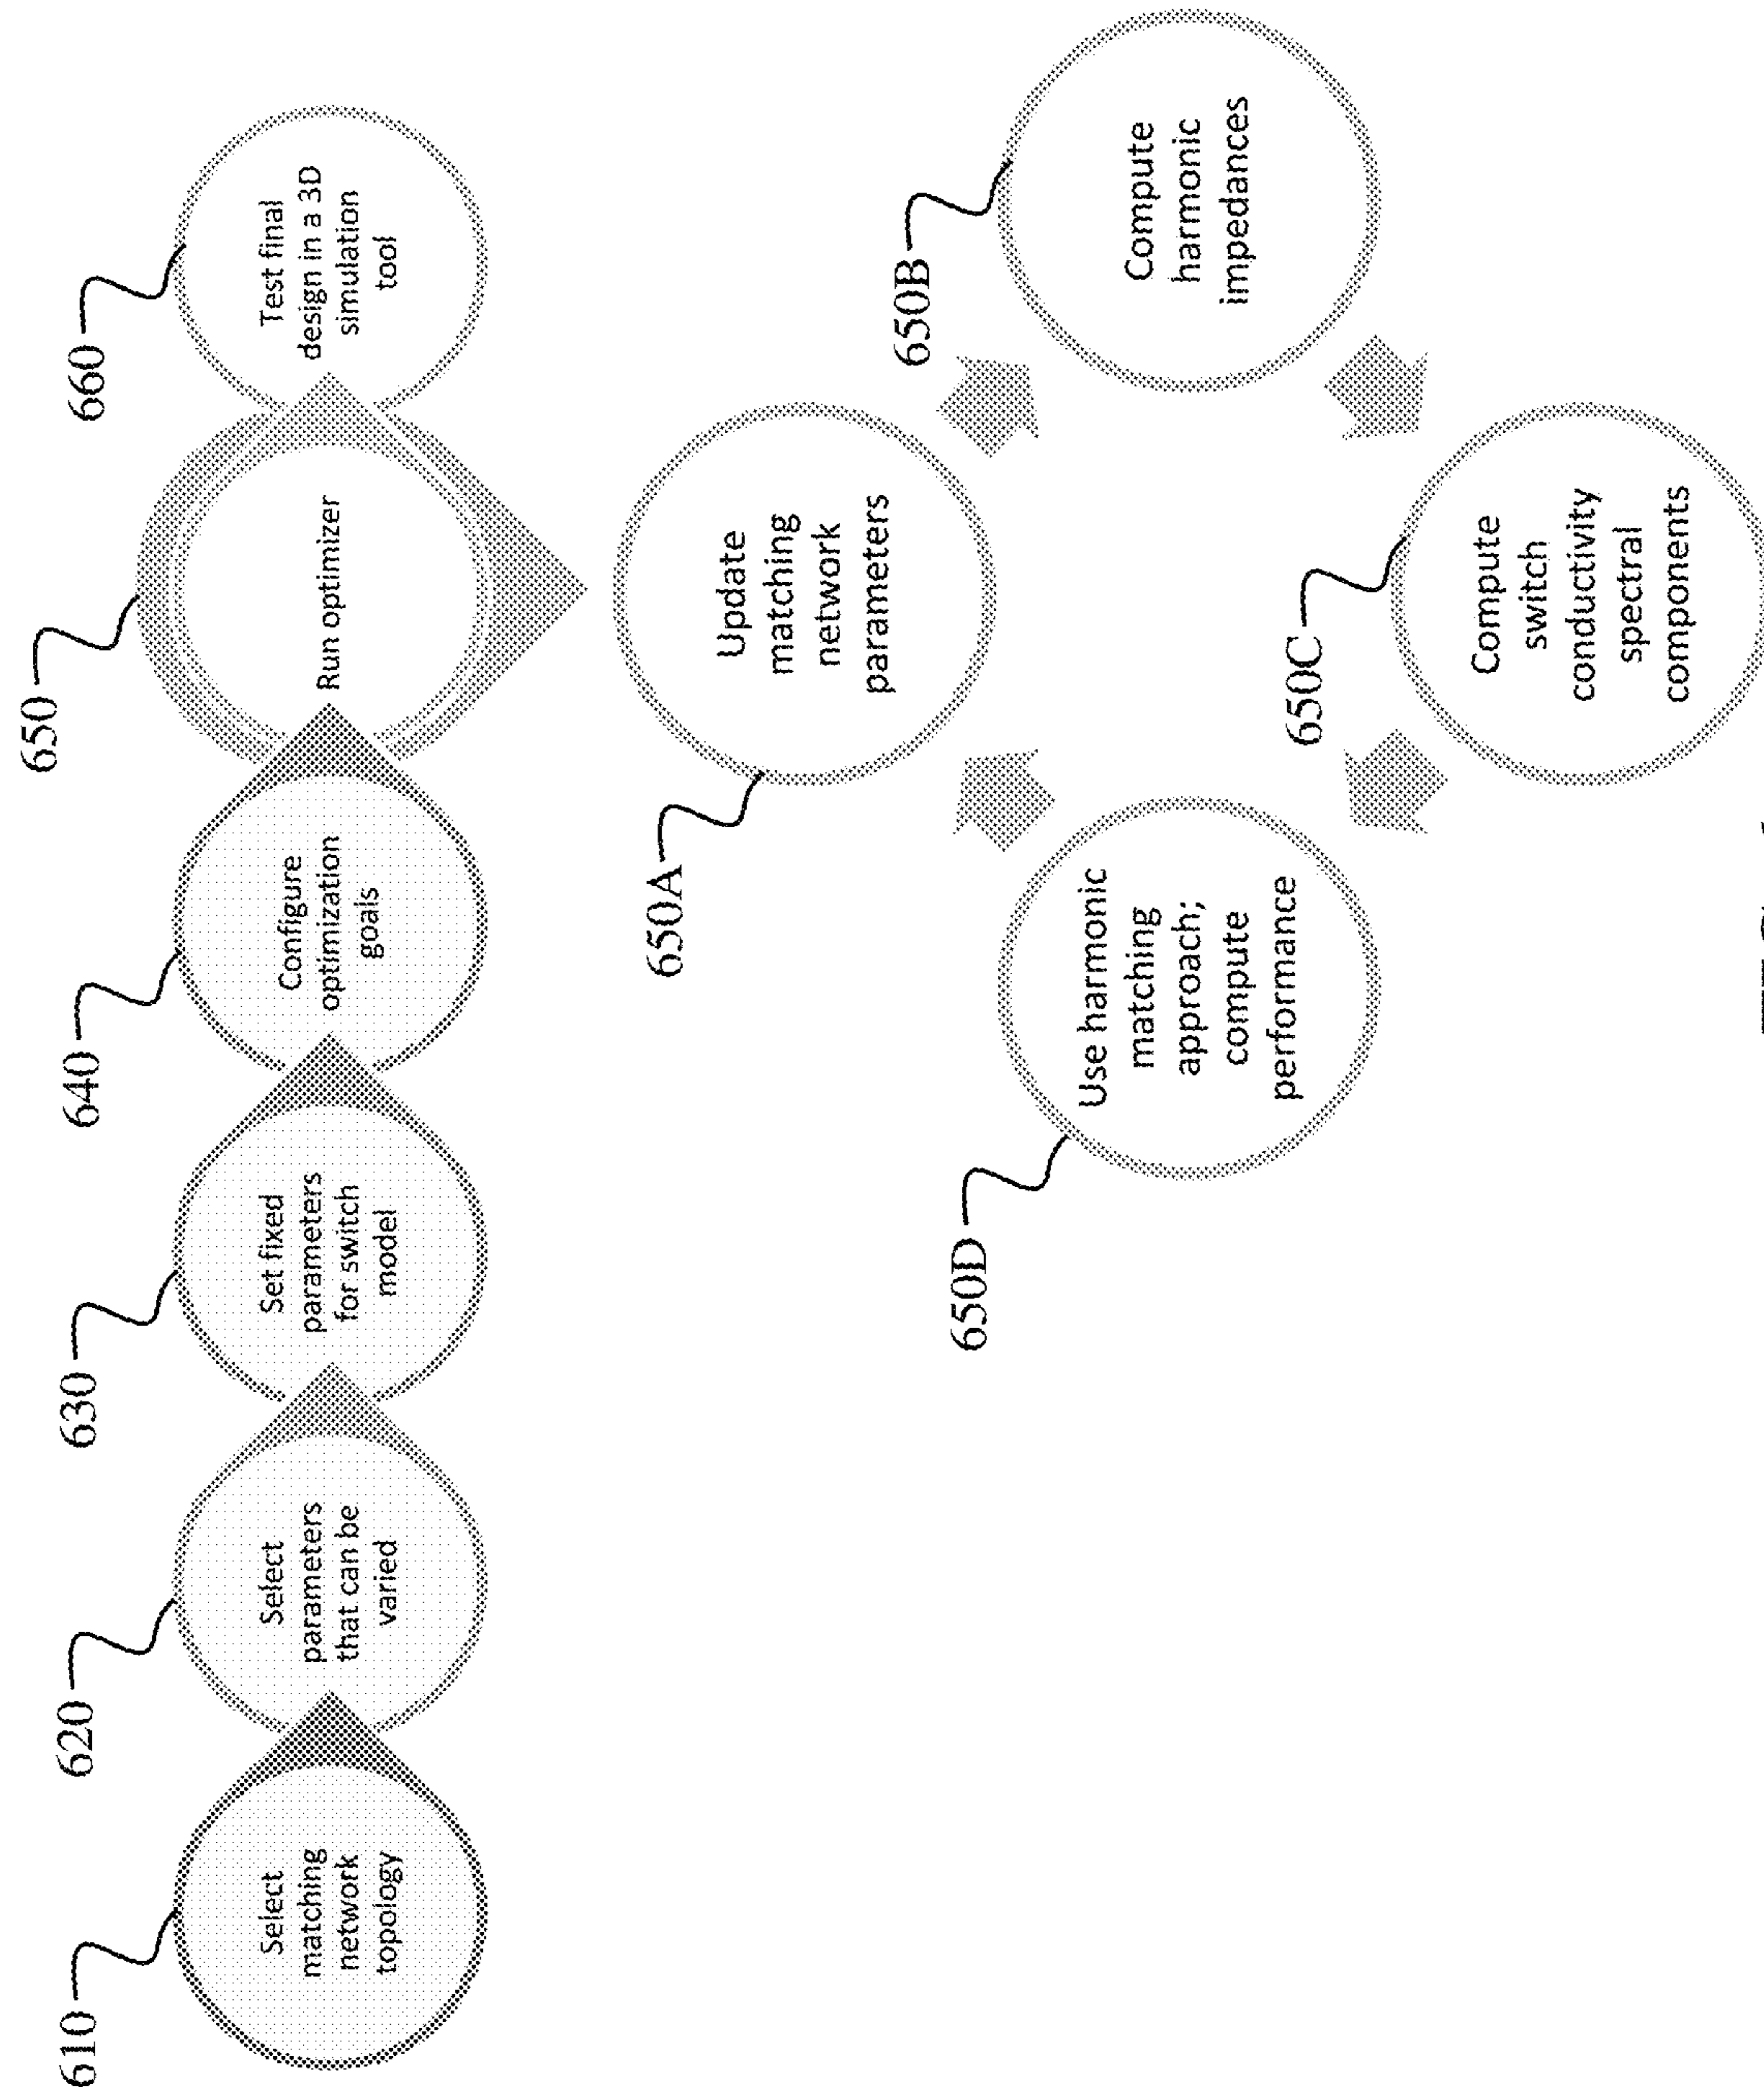 610
Select
matching
network
topology
620
Select
parameters
that can be
varied
630
Set fixed
parameters
for switch
model
640
Configure
optimization
goals
650
Run optimizer
660
Test final
design in a 3D
simulation
tool
650A
Update
matching
network
parameters
650B
Compute
harmonic
impedances
650C
Compute
switch
conductivity
spectral
components
650D
Use harmonic
matching
approach;
compute
performance